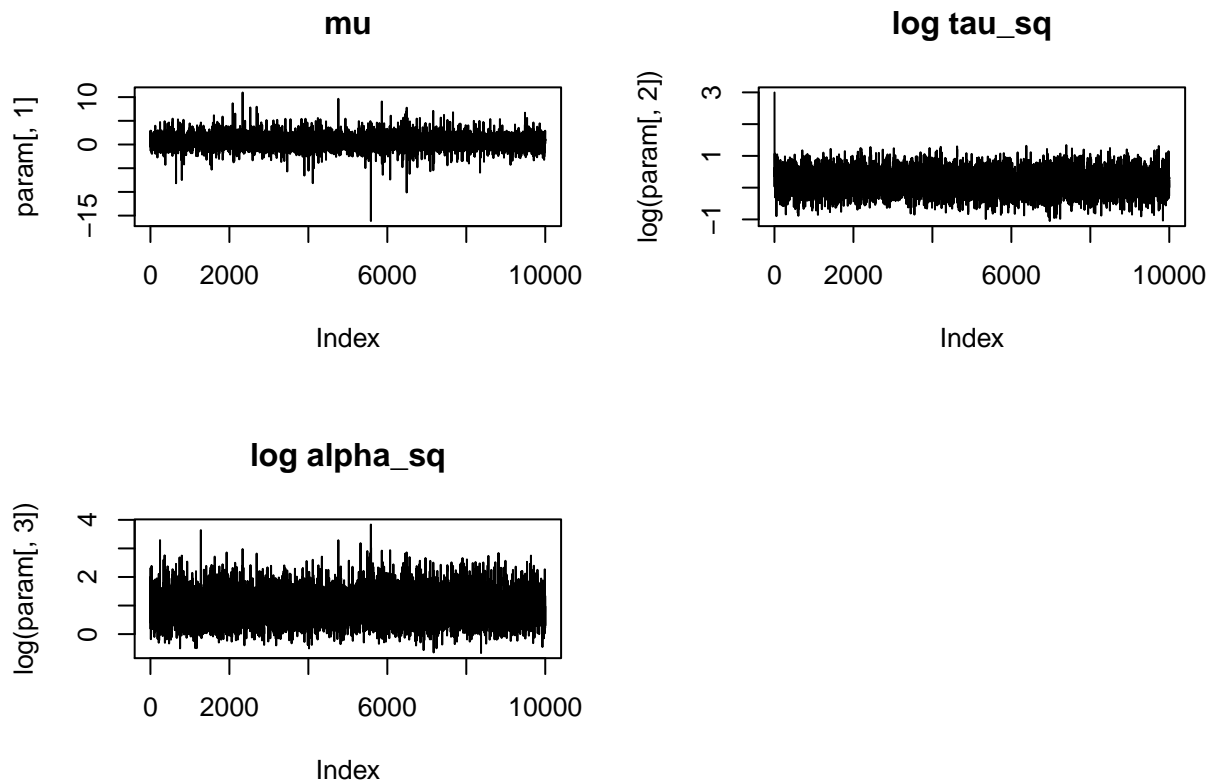 mu
param[, 1]
10
0
−15
0
2000
6000
10000
Index
log tau_sq
log(param[, 2])
3
1
−1
0
2000
6000
10000
Index
log alpha_sq
log(param[, 3])
4
2
0
0
2000
6000
10000
Index